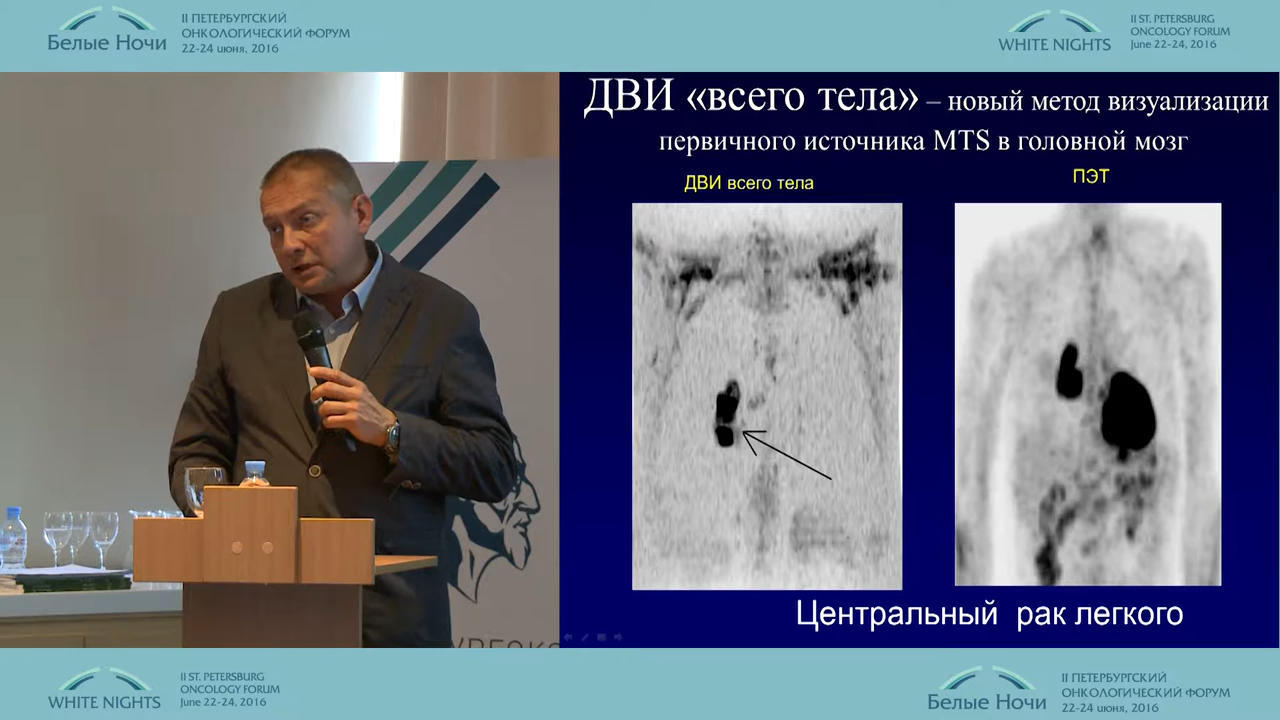 Белые Ночи
II ПЕТЕРБУРГСКИЙ
ОНКОЛОГИЧЕСКИЙ ФОРУМ
22-24 июня, 2016
WHITE NIGHTS
II ST. PETERSBURG
ONCOLOGY FORUM
June 22-24, 2016
ДВИ «всего тела» – новый метод визуализации
первичного источника MTS в головной мозг
ДВИ всего тела
ПЭТ
Центральный рак легкого
WHITE NIGHTS
II ST. PETERSBURG
ONCOLOGY FORUM
June 22-24, 2016
Белые Ночи
II ПЕТЕРБУРГСКИЙ
ОНКОЛОГИЧЕСКИЙ ФОРУМ
22-24 июня, 2016